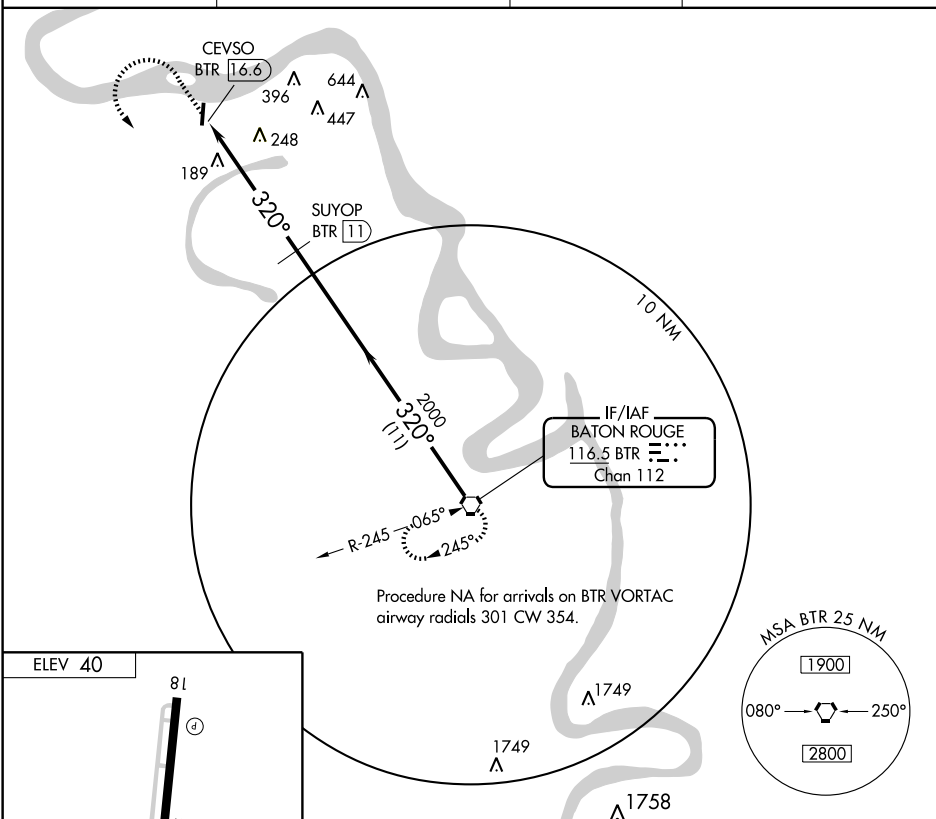 CEVSO
BTR 16.6
396
644
447
248
189
320°
SUYOP
BTR 11
10 NM
2000
320°
(11)
IF/IAF
BATON ROUGE
116.5 BTR
Chan 112
R-245
065°
245°
Procedure NA for arrivals on BTR VORTAC
airway radials 301 CW 354.
MSA BTR 25 NM
1900
080°
250°
2800
ELEV 40
18
P
1749
1749
1758